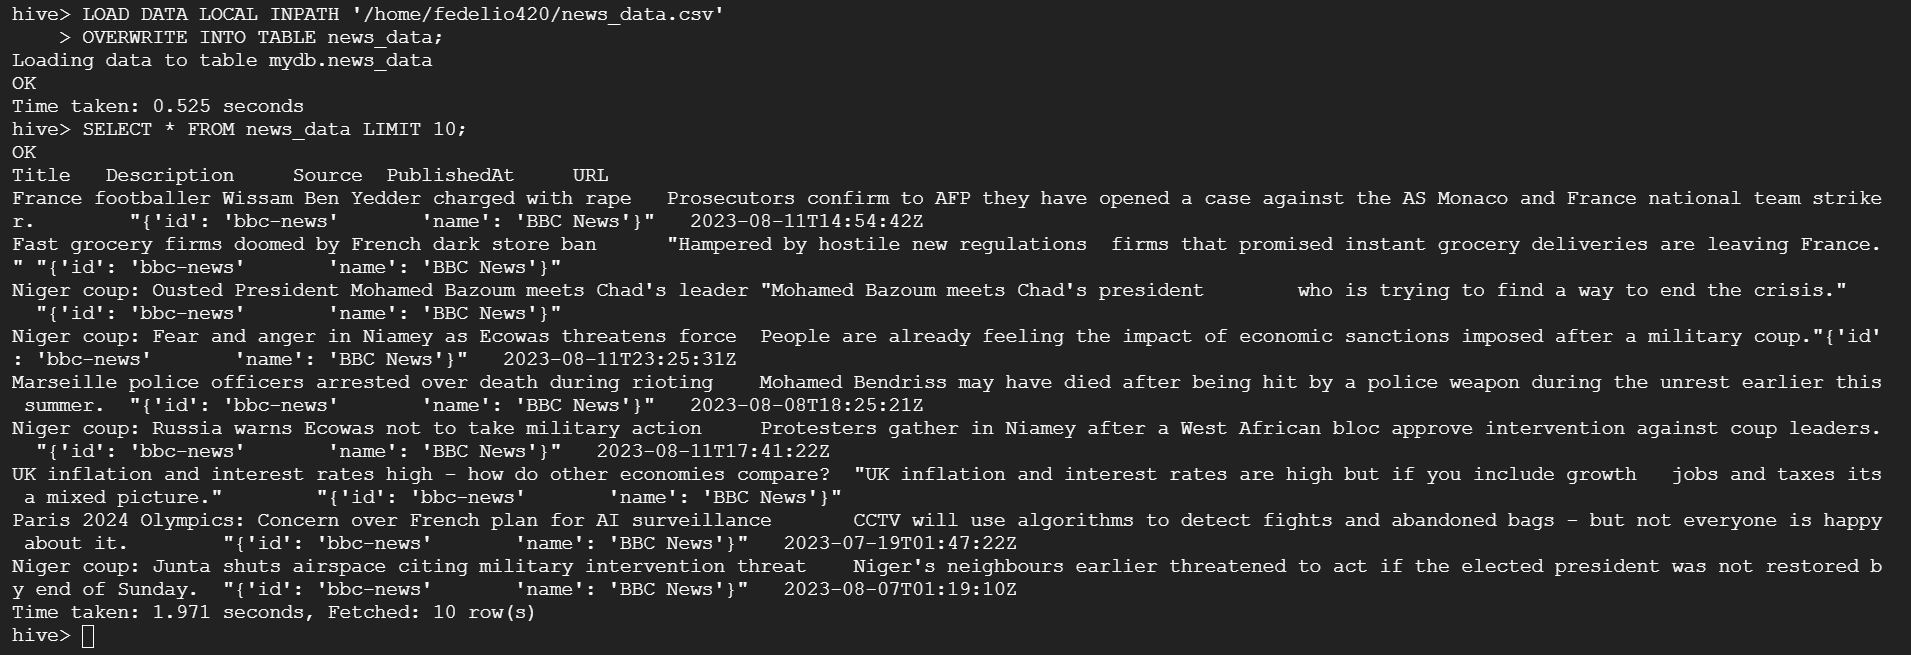 hive> LOAD DATA LOCAL INPATH '/home/fedelio420/news_data.csv'
    > OVERWRITE INTO TABLE news_data;
Loading data to table mydb.news_data
OK
Time taken: 0.525 seconds
hive> SELECT * FROM news_data LIMIT 10;
OK
Title   Description     Source  PublishedAt     URL
France footballer Wissam Ben Yedder charged with rape   Prosecutors confirm to AFP they have opened a case against the AS Monaco and France national team strike
r.        "{'id': 'bbc-news'       'name': 'BBC News'}"   2023-08-11T14:54:42Z
Fast grocery firms doomed by French dark store ban      "Hampered by hostile new regulations  firms that promised instant grocery deliveries are leaving France.
" "{'id': 'bbc-news'       'name': 'BBC News'}"
Niger coup: Ousted President Mohamed Bazoum meets Chad's leader "Mohamed Bazoum meets Chad's president        who is trying to find a way to end the crisis."
  "{'id': 'bbc-news'       'name': 'BBC News'}"
Niger coup: Fear and anger in Niamey as Ecowas threatens force  People are already feeling the impact of economic sanctions imposed after a military coup."{'id'
: 'bbc-news'       'name': 'BBC News'}"   2023-08-11T23:25:31Z
Marseille police officers arrested over death during rioting    Mohamed Bendriss may have died after being hit by a police weapon during the unrest earlier this
 summer.  "{'id': 'bbc-news'       'name': 'BBC News'}"   2023-08-08T18:25:21Z
Niger coup: Russia warns Ecowas not to take military action     Protesters gather in Niamey after a West African bloc approve intervention against coup leaders.
  "{'id': 'bbc-news'       'name': 'BBC News'}"   2023-08-11T17:41:22Z
UK inflation and interest rates high – how do other economies compare?  "UK inflation and interest rates are high but if you include growth   jobs and taxes its
 a mixed picture."        "{'id': 'bbc-news'       'name': 'BBC News'}"
Paris 2024 Olympics: Concern over French plan for AI surveillance       CCTV will use algorithms to detect fights and abandoned bags – but not everyone is happy
 about it.        "{'id': 'bbc-news'       'name': 'BBC News'}"   2023-07-19T01:47:22Z
Niger coup: Junta shuts airspace citing military intervention threat    Niger's neighbours earlier threatened to act if the elected president was not restored b
y end of Sunday.  "{'id': 'bbc-news'       'name': 'BBC News'}"   2023-08-07T01:19:10Z
Time taken: 1.971 seconds, Fetched: 10 row(s)
hive>